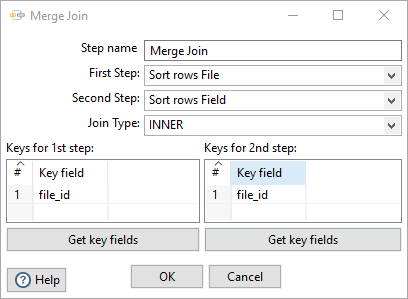 Merge Join
Step name Merge Join
First Step: Sort rows File
Second Step: Sort rows Field
Join Type: INNER
Keys for 1st step: Keys for 2nd step:
# Key field # Key field
1 file_id 1 file_id
Get key fields Get key fields
? Help OK Cancel